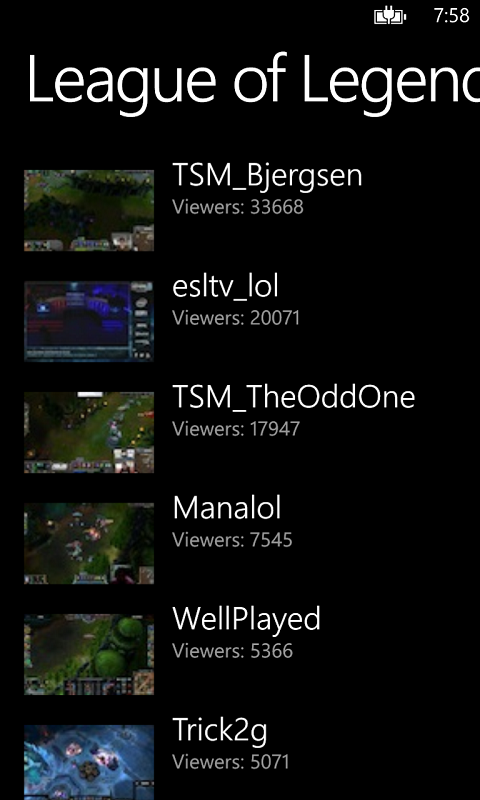 7:58
League of Legend
TSM_Bjergsen
Viewers: 33668
esltv_lol
Viewers: 20071
TSM_TheOddOne
Viewers: 17947
Manalol
Viewers: 7545
WellPlayed
Viewers: 5366
Trick2g
Viewers: 5071